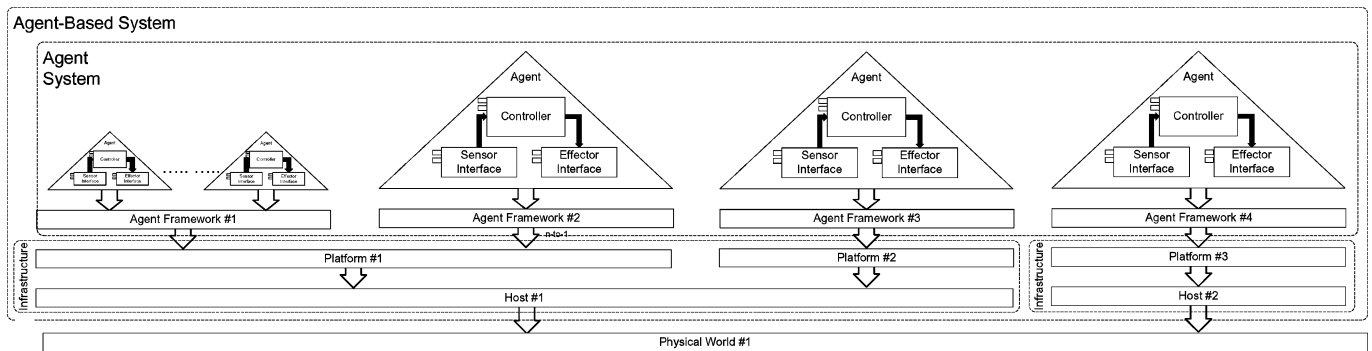 Agent-Based System
Agent
System
Agent
Controller
Sensor
Interface
Effector
Interface
Agent
Controller
Sensor
Interface
Effector
Interface
Agent
Controller
Sensor
Interface
Effector
Interface
Agent
Controller
Sensor
Interface
Effector
Interface
Agent
Controller
Sensor
Interface
Effector
Interface
Agent Framework #1
Agent Framework #2
Agent Framework #3
Agent Framework #4
n-to-1
Infrastructure
Platform #1
Platform #2
Host #1
Infrastructure
Platform #3
Host #2
Physical World #1